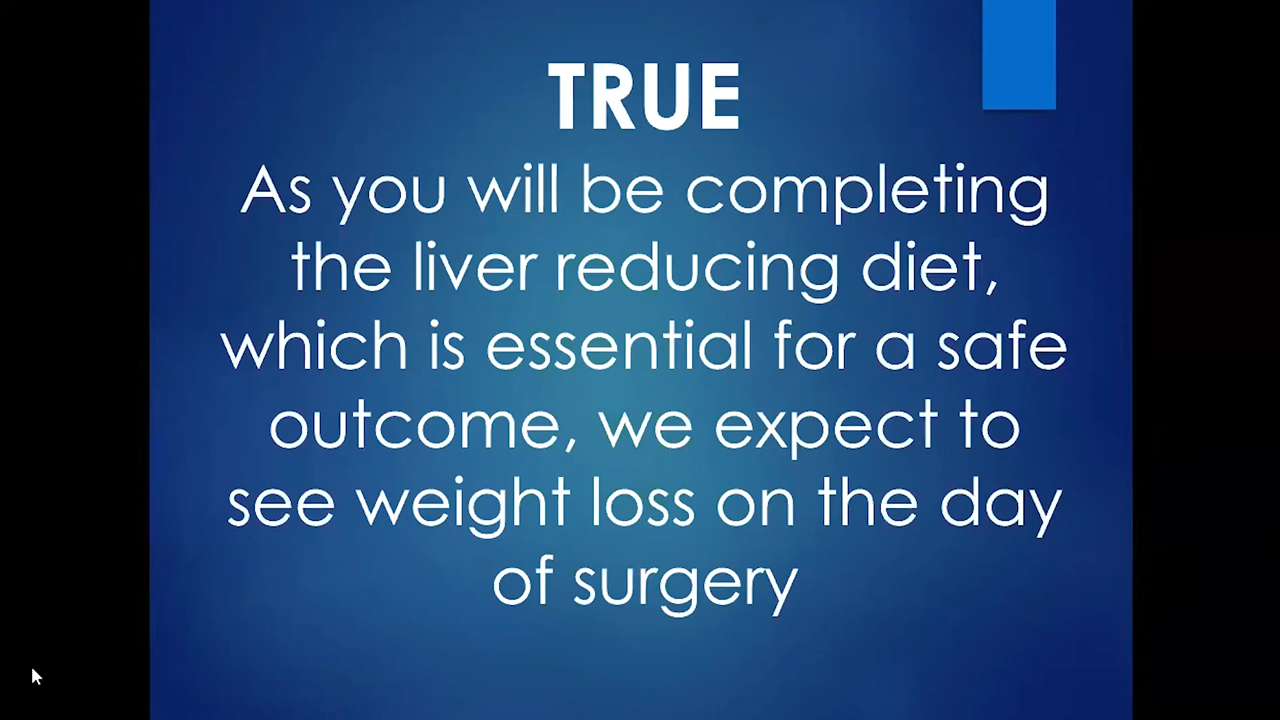 TRUE
As you will be completing
the liver reducing diet,
which is essential for a safe
outcome, we expect to
see weight loss on the day
of surgery